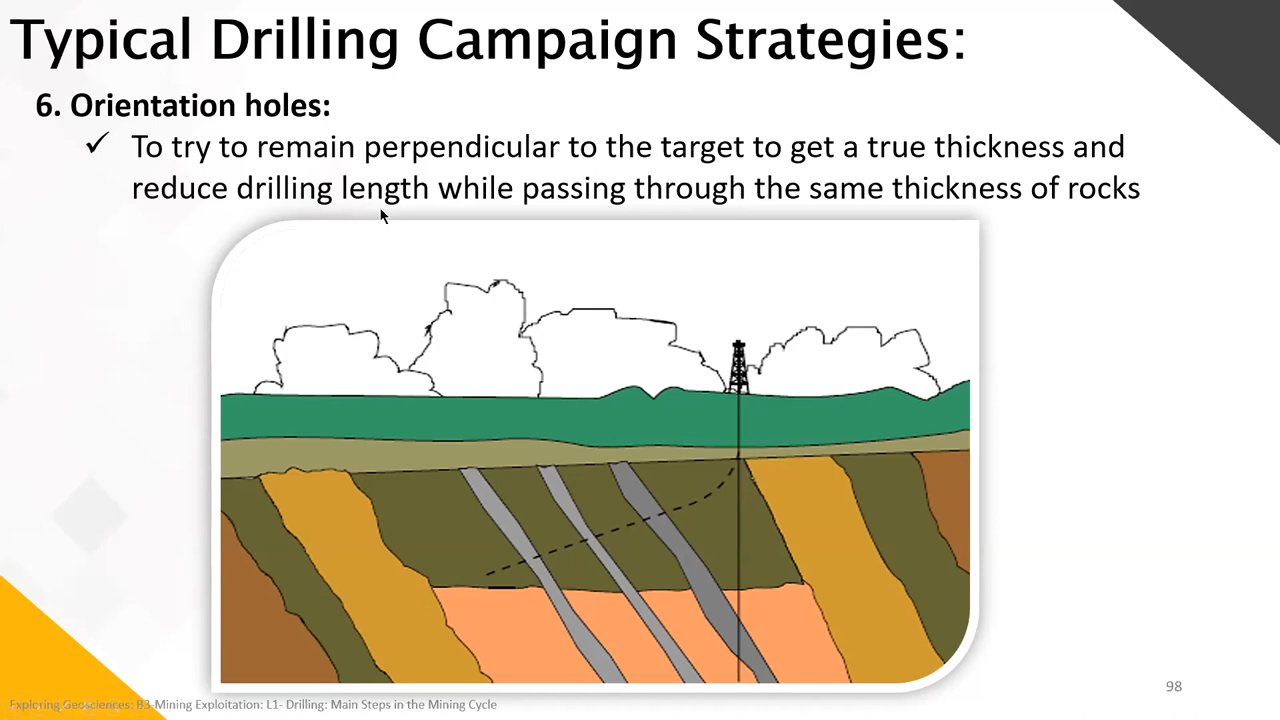 Typical Drilling Campaign Strategies:
6. Orientation holes:
✓ To try to remain perpendicular to the target to get a true thickness and
reduce drilling length while passing through the same thickness of rocks
98
Exploring Geosciences: B3-Mining Exploitation: L1- Drilling: Main Steps in the Mining Cycle